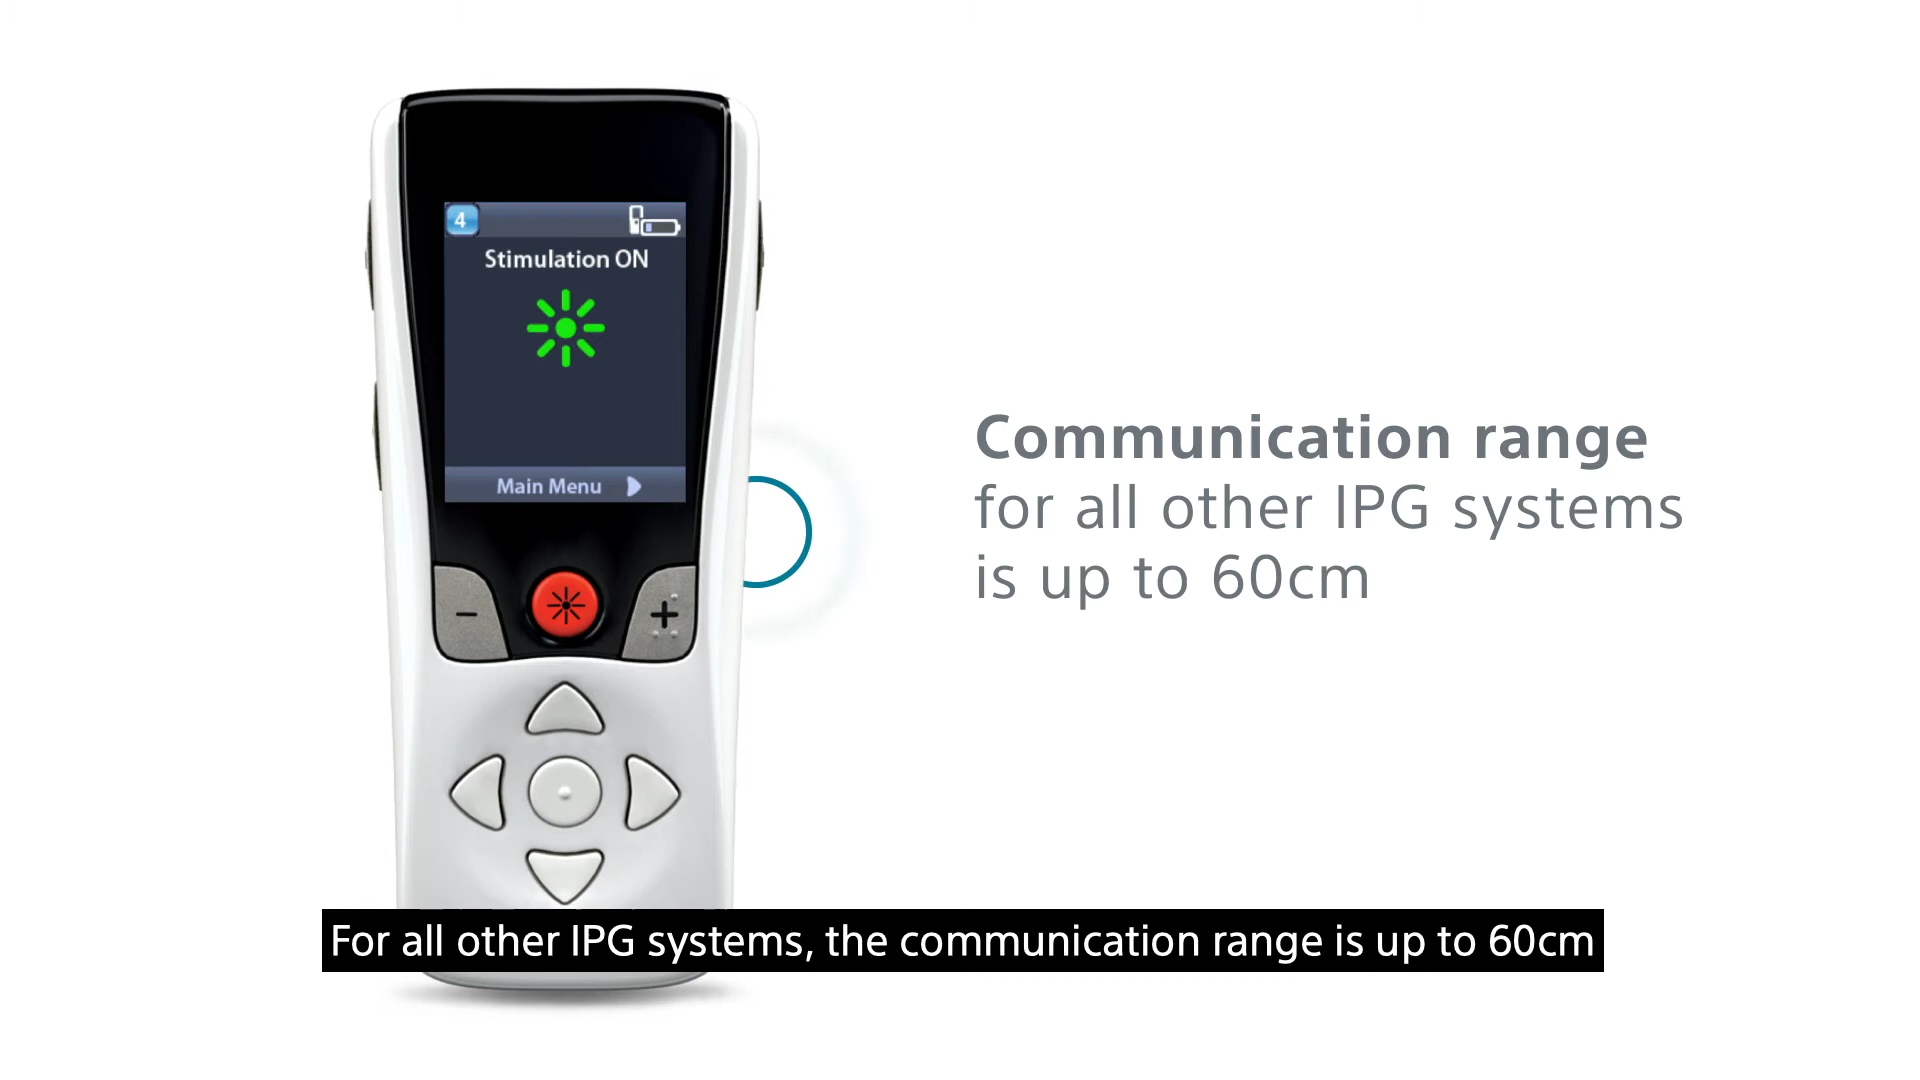 4
Stimulation ON
Main Menu
Communication range
for all other IPG systems
is up to 60cm
- +
For all other IPG systems, the communication range is up to 60cm